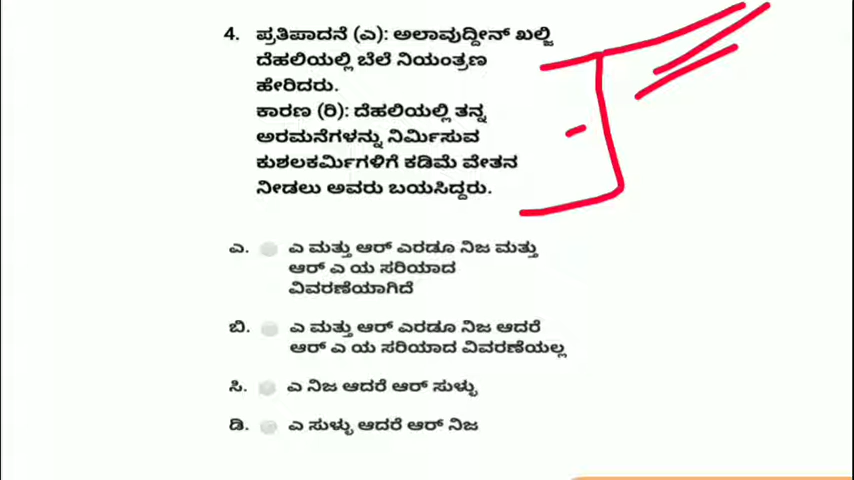 4. ಪ್ರತಿಪಾದನೆ (ಎ): ಅಲಾವುದ್ದೀನ್ ಖಲ್ಜಿ
ದೆಹಲಿಯಲ್ಲಿ ಬೆಲೆ ನಿಯಂತ್ರಣ
ಹೇರಿದರು.
ಕಾರಣ (ರಿ): ದೆಹಲಿಯಲ್ಲಿ ತನ್ನ
ಅರಮನೆಗಳನ್ನು ನಿರ್ಮಿಸುವ
ಕುಶಲಕರ್ಮಿಗಳಿಗೆ ಕಡಿಮೆ ವೇತನ
ನೀಡಲು ಅವರು ಬಯಸಿದ್ದರು.
ಎ. ಎ ಮತ್ತು ಆರ್ ಎರಡೂ ನಿಜ ಮತ್ತು
ಆರ್ ಎ ಯ ಸರಿಯಾದ
ವಿವರಣೆಯಾಗಿದೆ
ಬಿ. ಎ ಮತ್ತು ಆರ್ ಎರಡೂ ನಿಜ ಆದರೆ
ಆರ್ ಎ ಯ ಸರಿಯಾದ ವಿವರಣೆಯಲ್ಲ
ಸಿ. ಎ ನಿಜ ಆದರೆ ಆರ್ ಸುಳ್ಳು
ಡಿ. ಎ ಸುಳ್ಳು ಆದರೆ ಆರ್ ನಿಜ